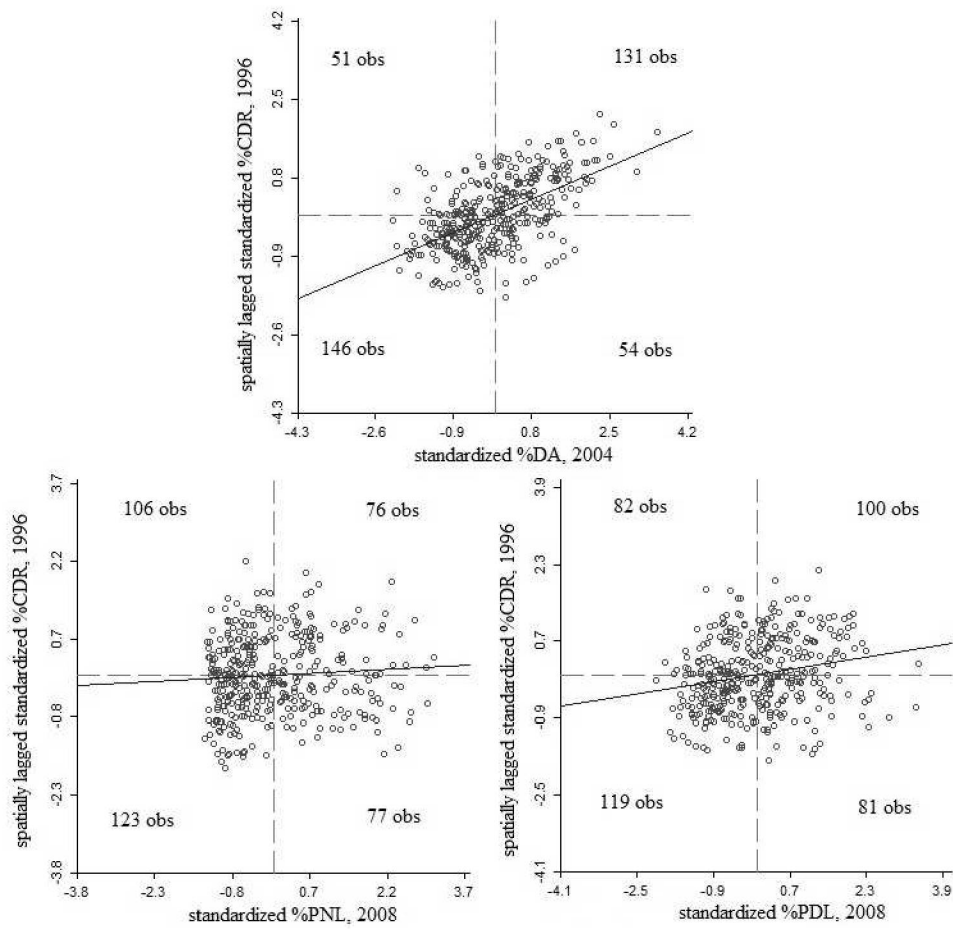 4.2
51 obs
131 obs
2.5
0.8
-0.9
-2.6
146 obs
54 obs
-4.3
spatially lagged standardized %CDR, 1996
-4.3 -2.6 -0.9 0.8 2.5 4.2
standardized %DA, 2004
3.7
106 obs
76 obs
2.2
0.7
-0.8
-2.3
123 obs
77 obs
-3.8
spatially lagged standardized %CDR, 1996
-3.8 -2.3 -0.8 0.7 2.2 3.7
standardized %PNL, 2008
3.9
82 obs
100 obs
2.3
0.7
-0.9
-2.5
119 obs
81 obs
-4.1
spatially lagged standardized %CDR, 1996
-4.1 -2.5 -0.9 0.7 2.3 3.9
standardized %PDL, 2008